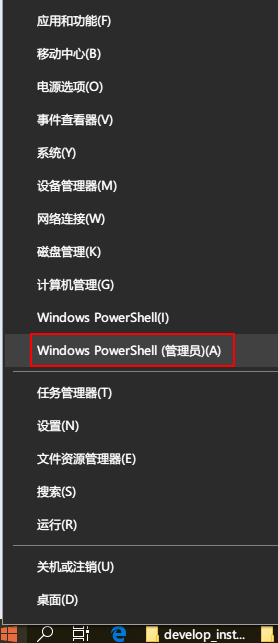 应用和功能(F)
移动中心(B)
电源选项(O)
事件查看器(V)
系统(Y)
设备管理器(M)
网络连接(W)
磁盘管理(K)
计算机管理(G)
Windows PowerShell(I)
Windows PowerShell (管理员)(A)
任务管理器(T)
设置(N)
文件资源管理器(E)
搜索(S)
运行(R)
关机或注销(U)
桌面(D)
develop_inst...